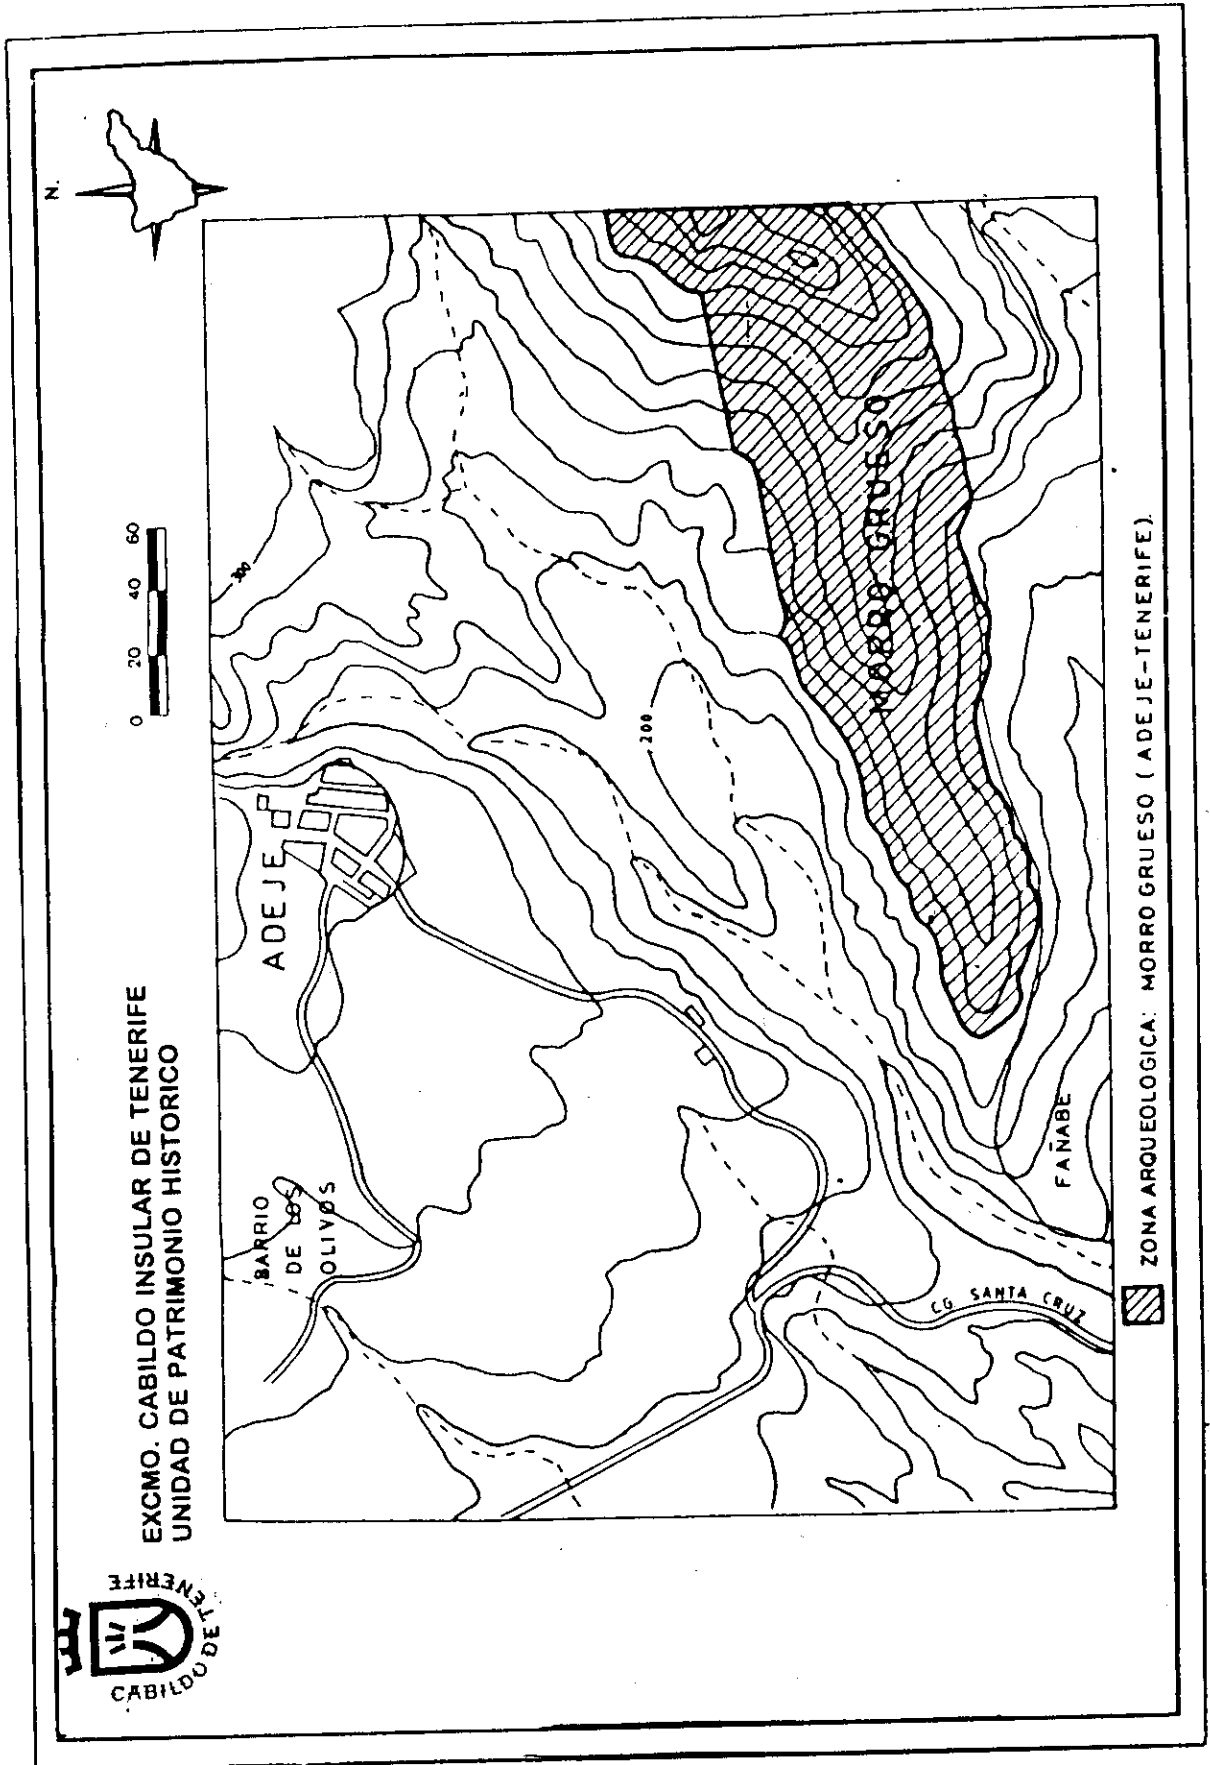 CABILDO DE TENERIFE
EXCMO. CABILDO INSULAR DE TENERIFE
UNIDAD DE PATRIMONIO HISTORICO
0 20 40 60
N.
ADEJE
300
BARRIO
DE LOS
OLIVOS
200
MORRO GRUESO
FAÑABE
CG SANTA CRUZ
ZONA ARQUEOLOGICA: MORRO GRUESO (ADEJE-TENERIFE).